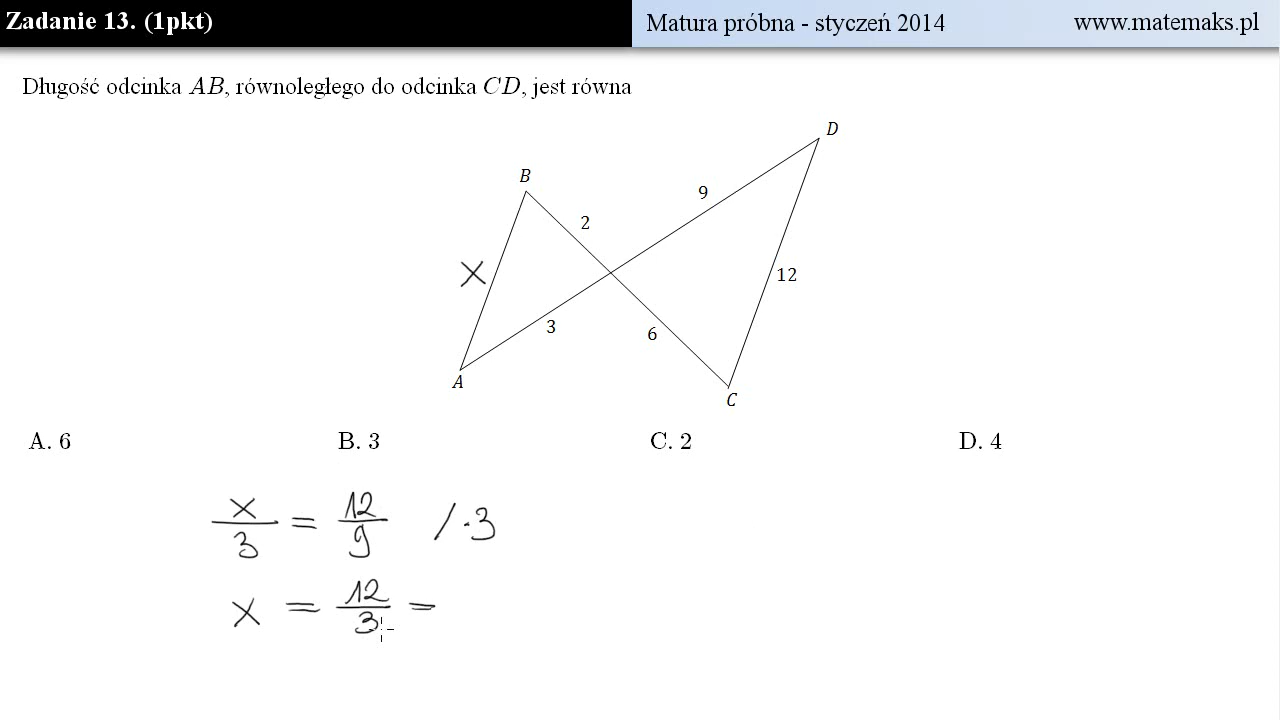 Zadanie 13. (1pkt)
Matura próbna - styczeń 2014
www.matemaks.pl
Długość odcinka AB, równoległego do odcinka CD, jest równa
D
B
9
2
X
12
3
6
A
C
A. 6
B. 3
C. 2
D. 4
x/3 = 12/9 / · 3
x = 12/3 =